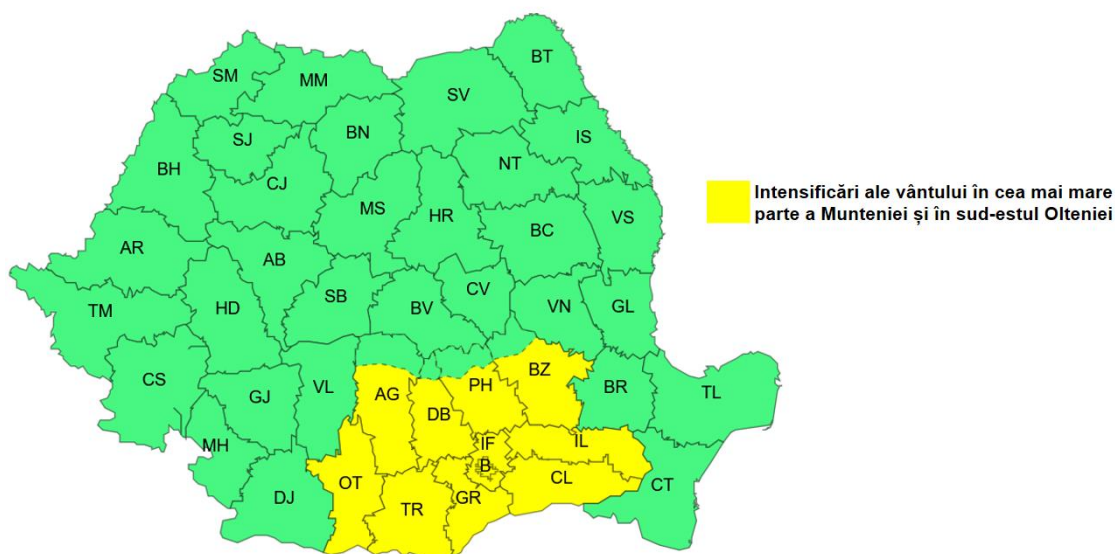 BT
SM
MM
SV
SJ
BN
IS
BH
NT
CJ
MS
HR
VS
BC
AR
AB
CV
SB
TM
HD
BV
VN
GL
CS
VL
BZ
GJ
AG
PH
BR
TL
DB
MH
IF
IL
B
OT
CL
CT
DJ
TR
GR
Intensificări ale vântului în cea mai mare
parte a Munteniei și în sud-estul Olteniei